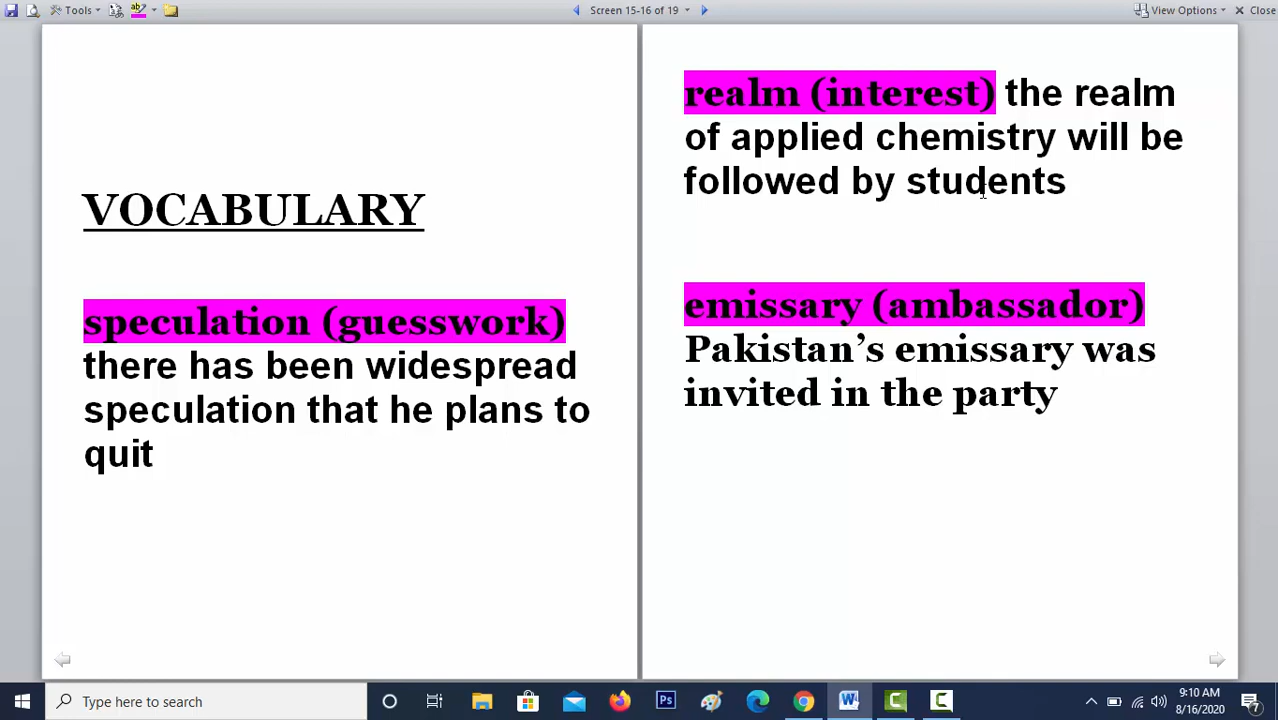 Tools
Screen 15-16 of 19
View Options
Close
VOCABULARY
speculation (guesswork)
there has been widespread
speculation that he plans to
quit
realm (interest) the realm
of applied chemistry will be
followed by students
emissary (ambassador)
Pakistan’s emissary was
invited in the party
Type here to search
Ps
W
9:10 AM
8/16/2020
7